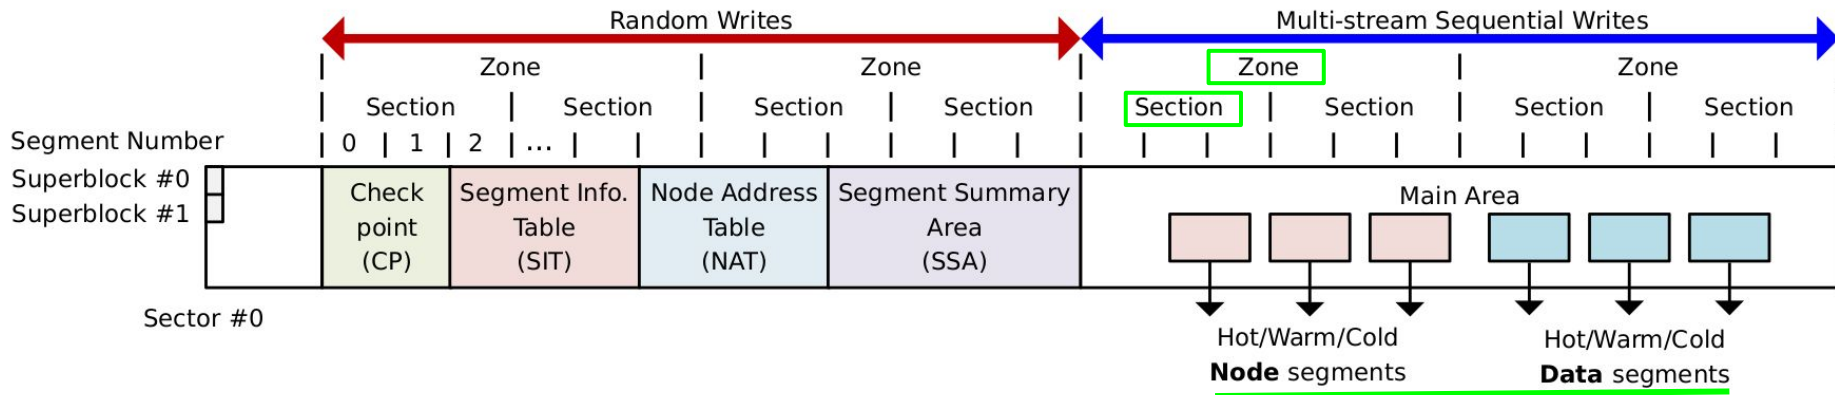 Random Writes
Multi-stream Sequential Writes
Zone Zone Zone Zone
Section Section Section Section Section Section Section Section
Segment Number 0 1 2 ...
Superblock #0
Superblock #1
Check
point
(CP)
Segment Info.
Table
(SIT)
Node Address
Table
(NAT)
Segment Summary
Area
(SSA)
Main Area
Sector #0
Hot/Warm/Cold
Node segments
Hot/Warm/Cold
Data segments